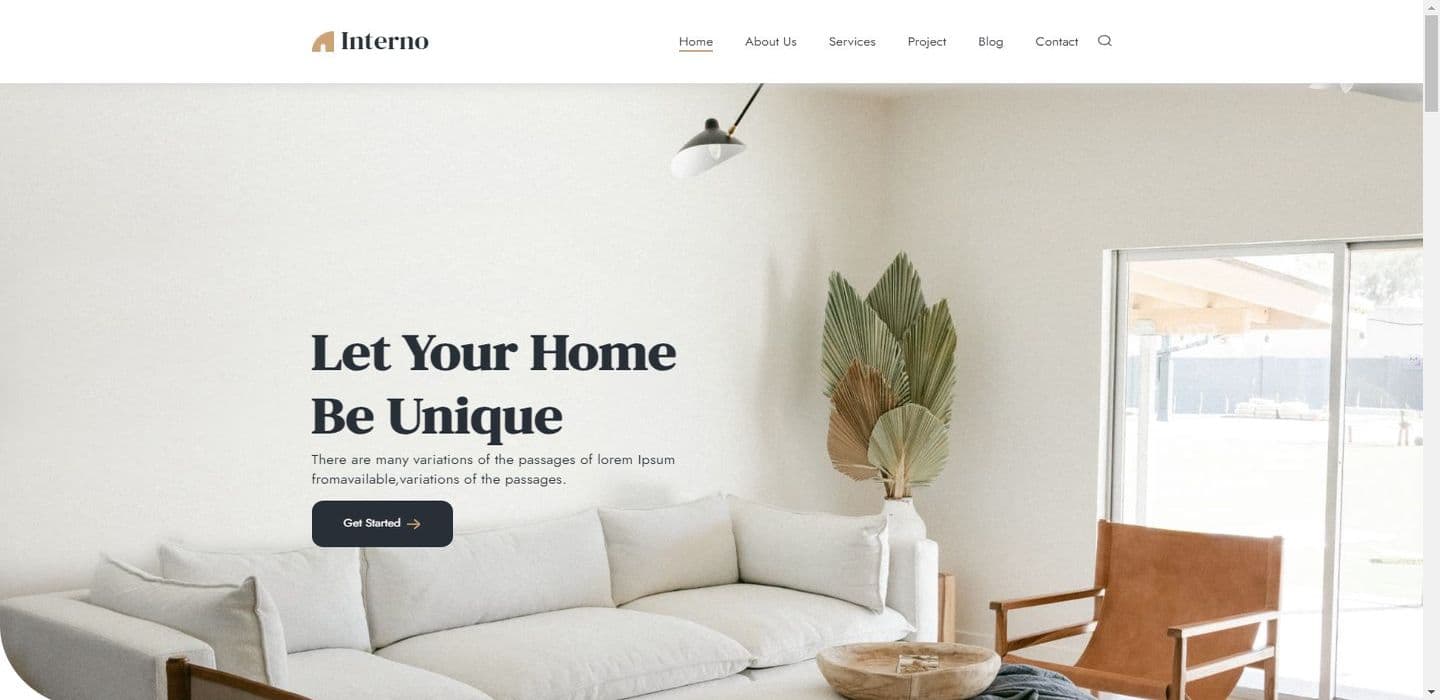 Interno
Home About Us Services Project Blog Contact
Let Your Home
Be Unique
There are many variations of the passages of lorem Ipsum
fromavailable,variations of the passages.
Get Started